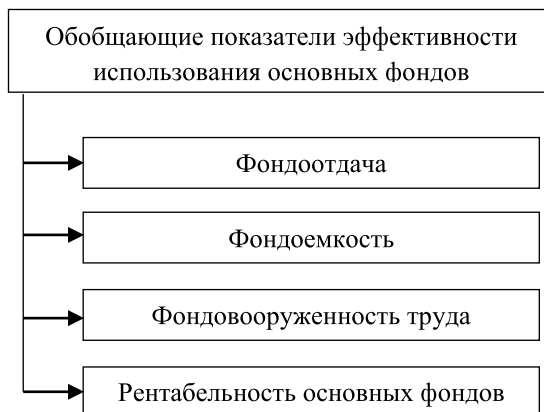 Обобщающие показатели эффективности
использования основных фондов
Фондоотдача
Фондоемкость
Фондовооруженность труда
Рентабельность основных фондов